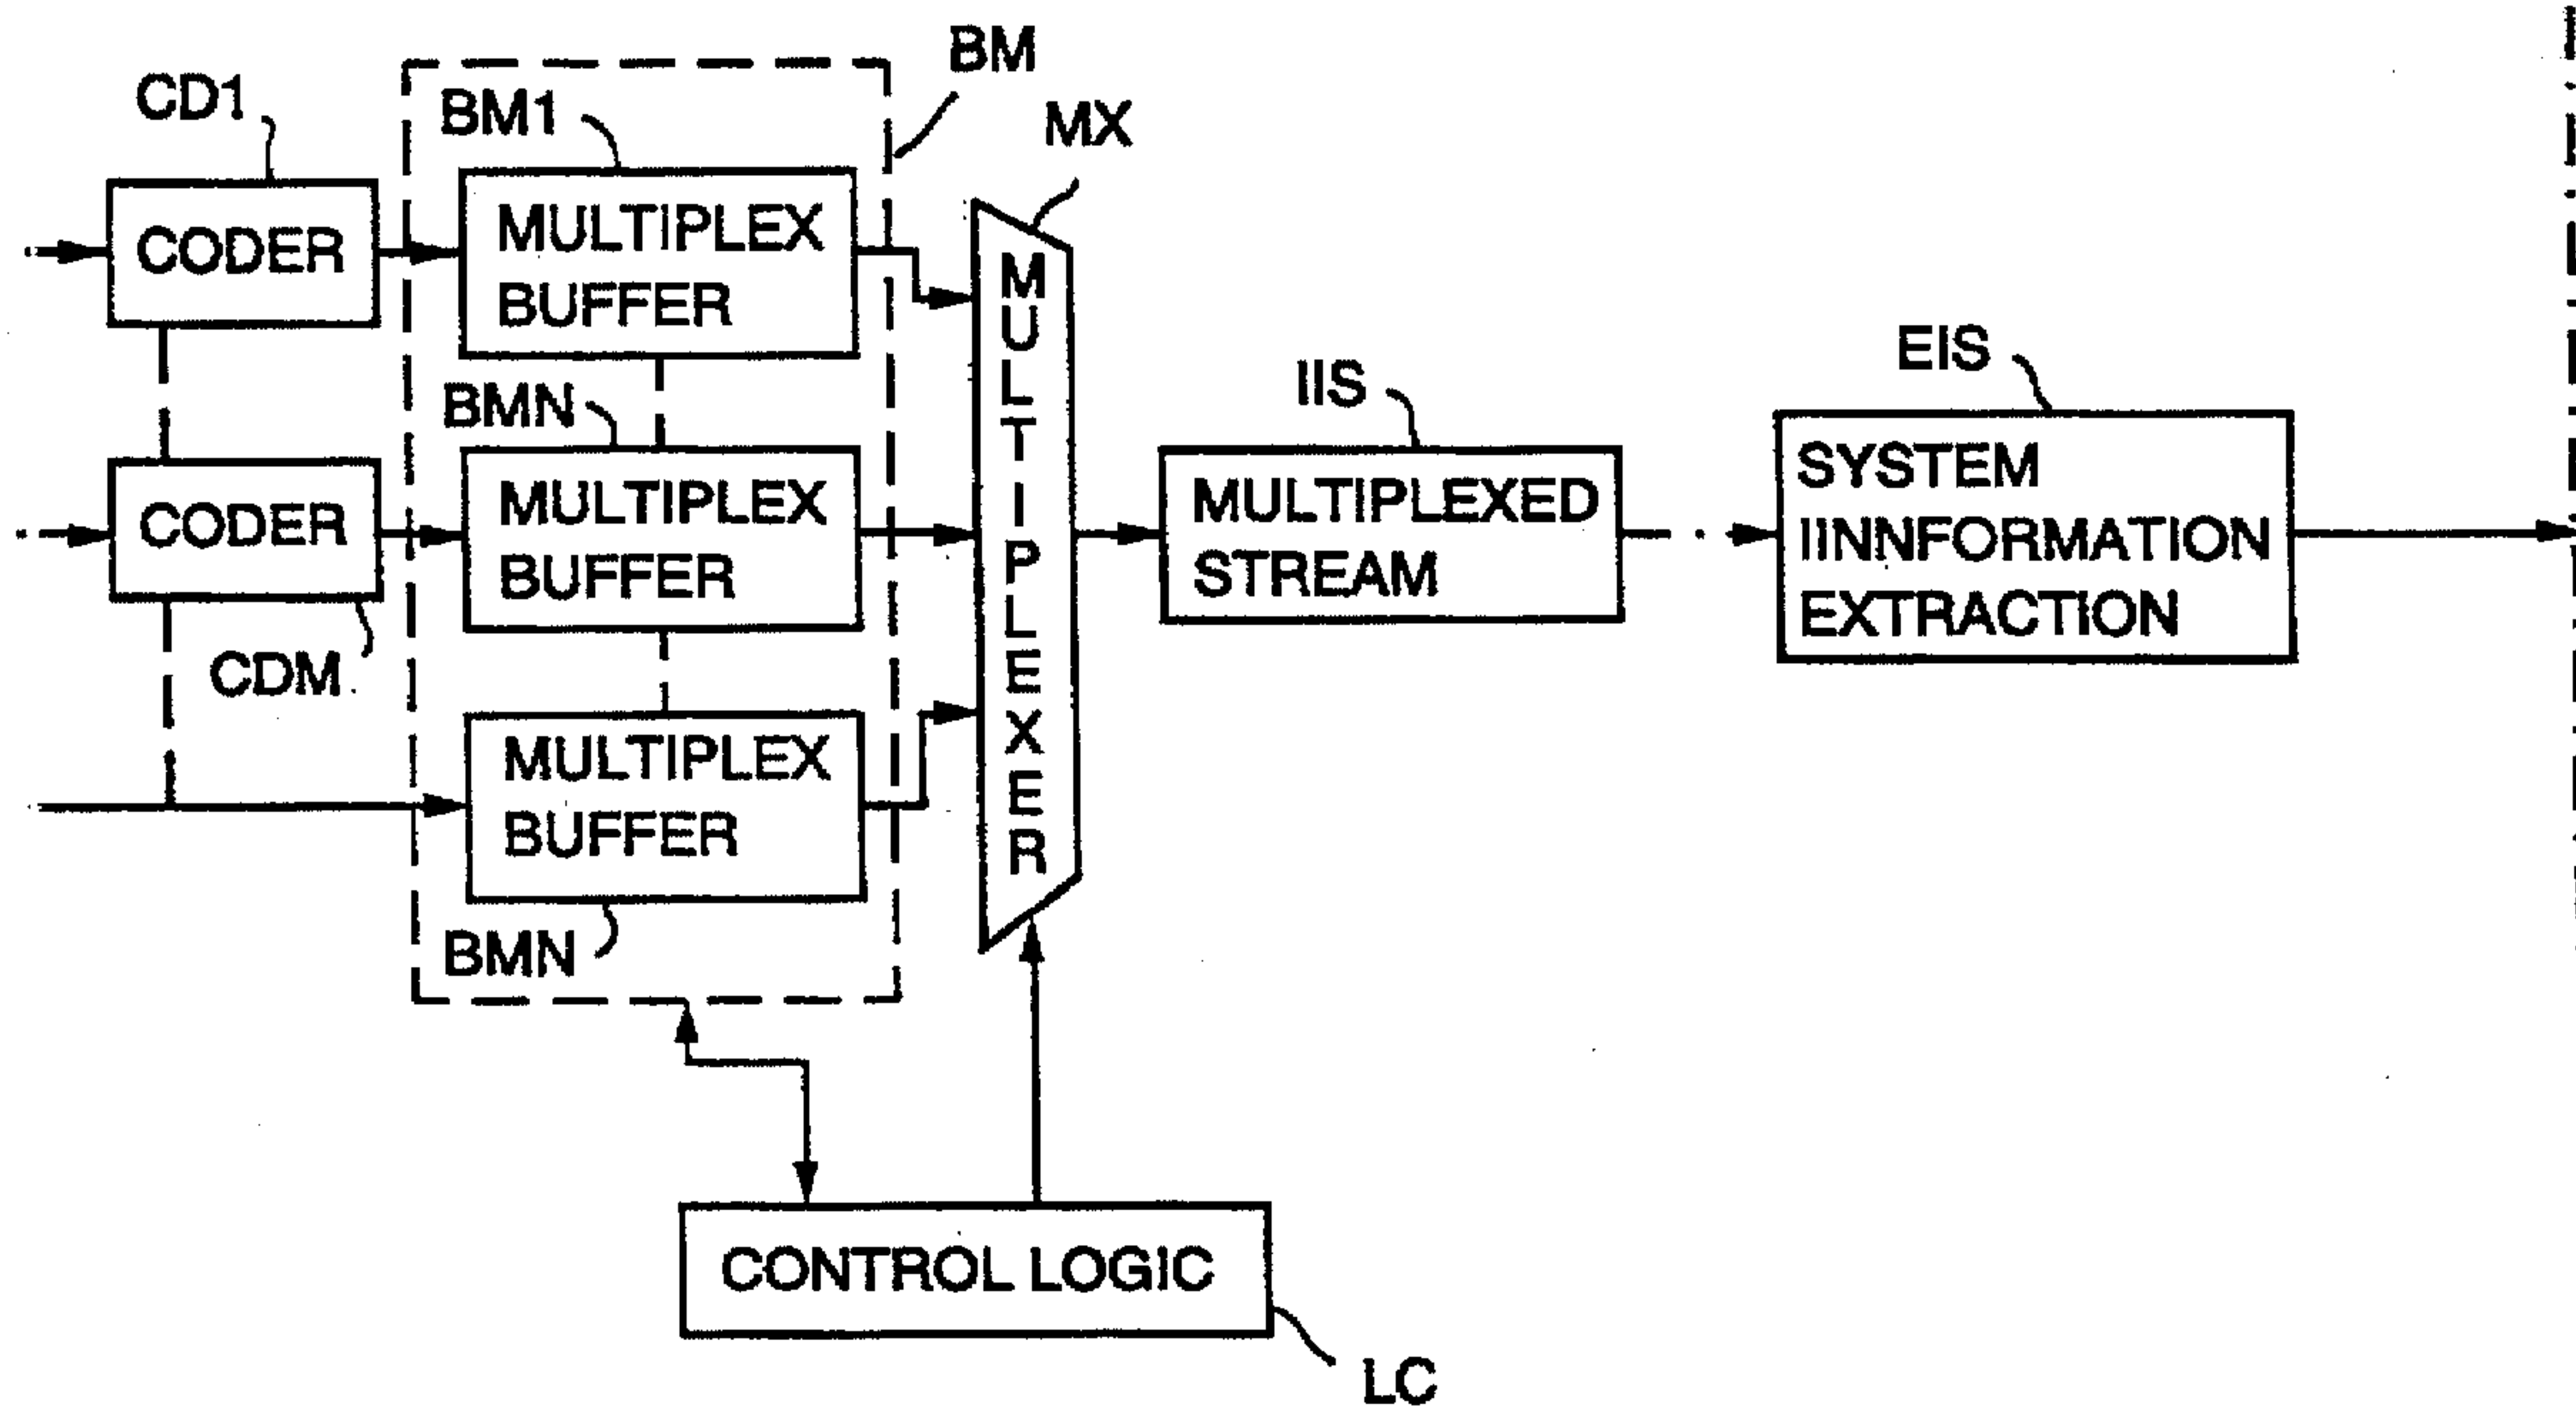 BM
CD1
BM1
MX
CODER
MULTIPLEX
BUFFER
BMN
CODER
CDM
MULTIPLEX
BUFFER
MULTIPLEX
BUFFER
BMN
MULTIPLEXER
IIS
MULTIPLEXED
STREAM
EIS
SYSTEM
IINNFORMATION
EXTRACTION
CONTROL LOGIC
LC